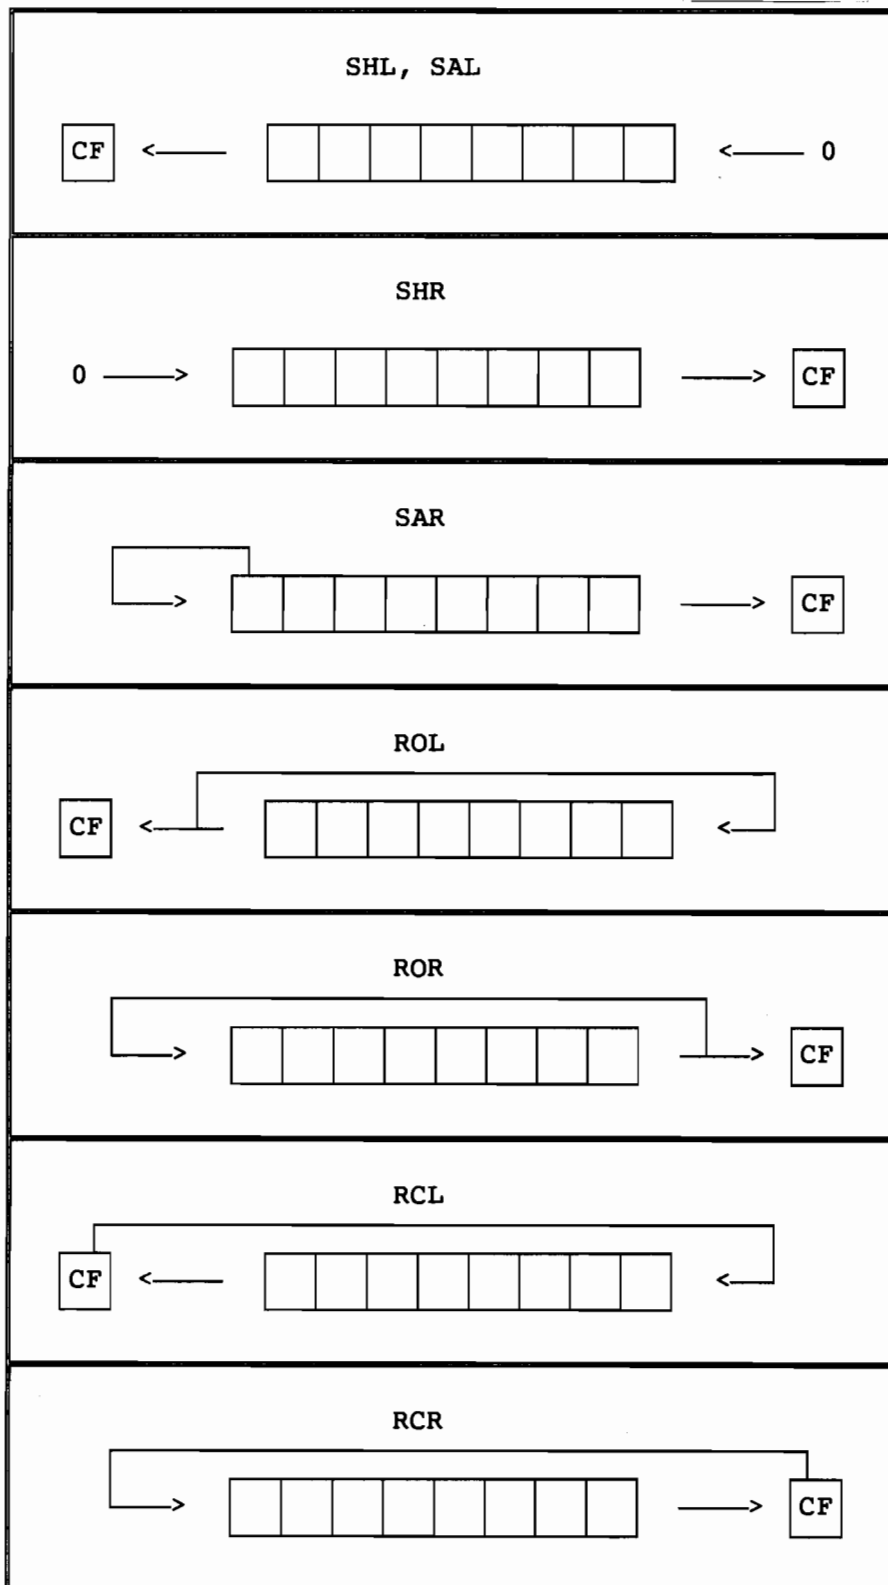 SHL, SAL
CF <—— <—— 0
SHR
0 ——> ——> CF
SAR
——> ——> CF
ROL
CF <—— <——
ROR
——> ——> CF
RCL
CF <—— <——
RCR
——> ——> CF